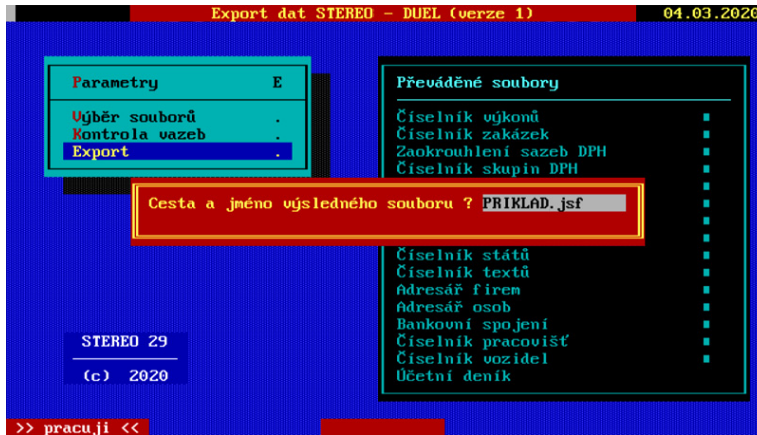 Export dat STEREO - DUEL (verze 1)
04.03.2020
Parametry E
Výběr souborů .
Kontrola vazeb .
Export .
Převáděné soubory
Číselník výkonů
Číselník zakázek
Zaokrouhlení sazeb DPH
Číselník skupin DPH
Cesta a jméno výsledného souboru ? PRIKLAD.jsf
Číselník států
Číselník textů
Adresář firem
Adresář osob
Bankovní spojení
Číselník pracovišť
Číselník vozidel
Účetní deník
STEREO 29
(c) 2020
>> pracuji <<